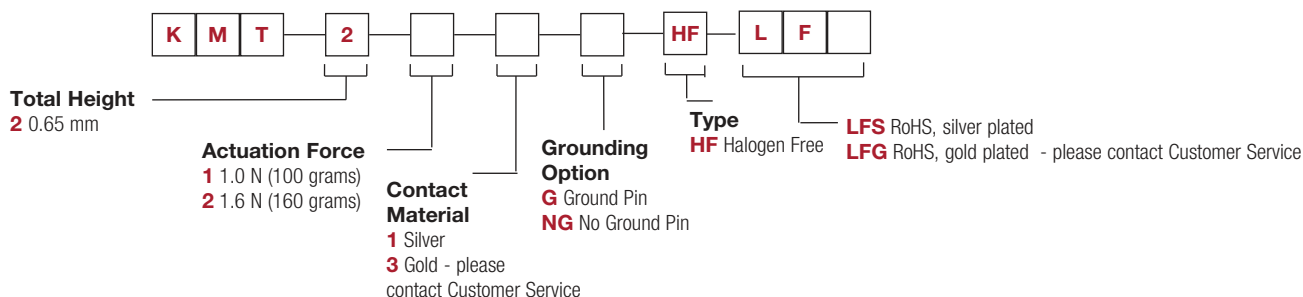 K M T 2 HF L F
Total Height
2 0.65 mm
Actuation Force
1 1.0 N (100 grams)
2 1.6 N (160 grams)
Contact
Material
1 Silver
3 Gold - please
contact Customer Service
Grounding
Option
G Ground Pin
NG No Ground Pin
Type
HF Halogen Free
LFS RoHS, silver plated
LFG RoHS, gold plated - please contact Customer Service